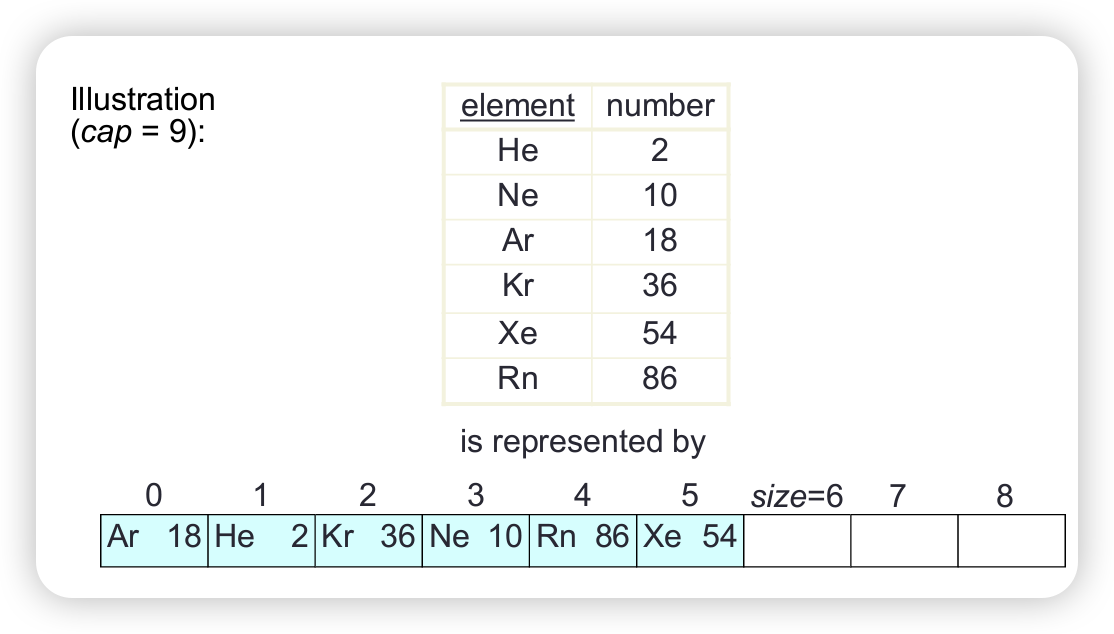 Illustration
(cap = 9):
element number
He 2
Ne 10
Ar 18
Kr 36
Xe 54
Rn 86
is represented by
0 1 2 3 4 5 size=6 7 8
Ar 18 He 2 Kr 36 Ne 10 Rn 86 Xe 54